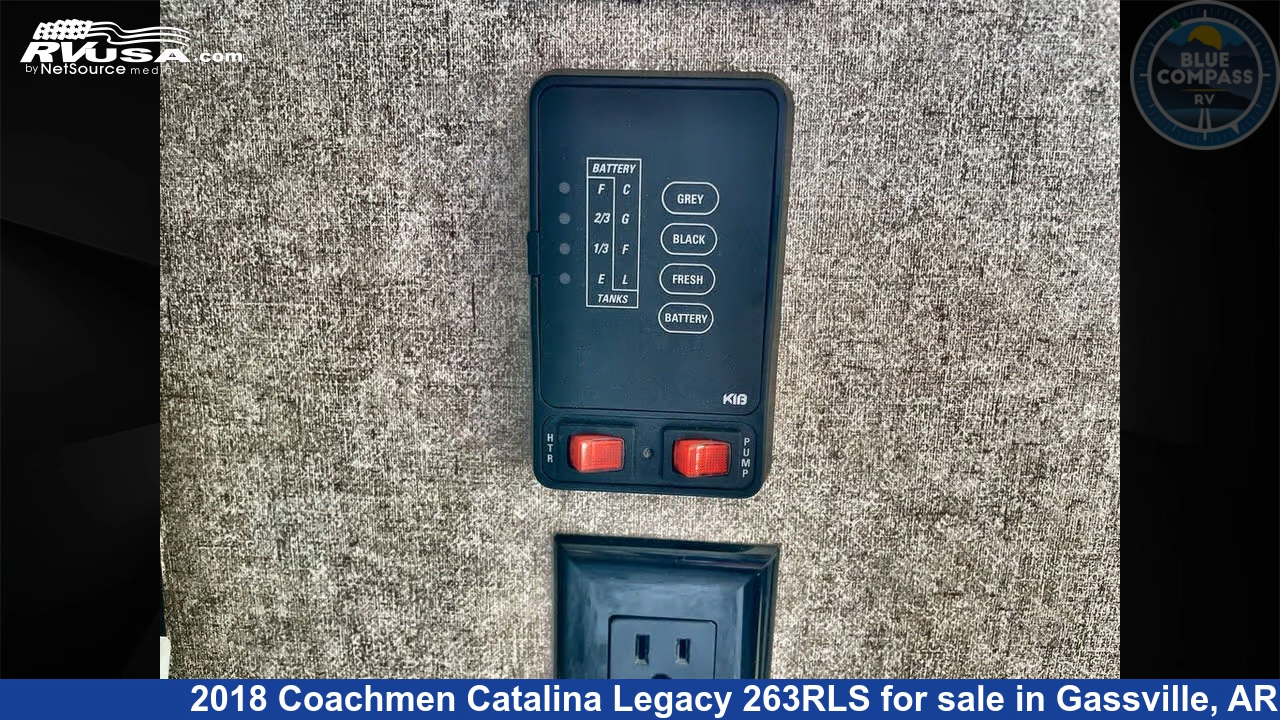 RVUSA.com
by NetSource media
BLUE
COMPASS
RV
BATTERY
F C
2/3 G
1/3 F
E L
TANKS
GREY
BLACK
FRESH
BATTERY
KIB
HTR
PUMP
2018 Coachmen Catalina Legacy 263RLS for sale in Gassville, AR